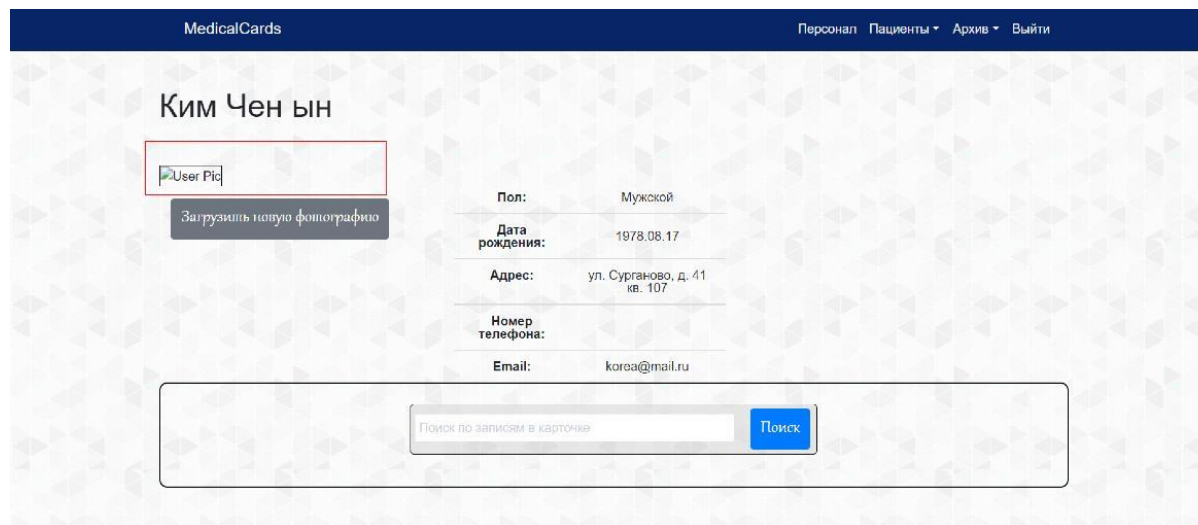 MedicalCards
Персонал Пациенты Архив Выйти
Ким Чен ын
User Pic
Загрузить новую фотографию
Пол: Мужской
Дата
рождения: 1978.08.17
Адрес: ул. Сурганово, д. 41
кв. 107
Номер
телефона:
Email: korea@mail.ru
Поиск по записям в карточке
Поиск